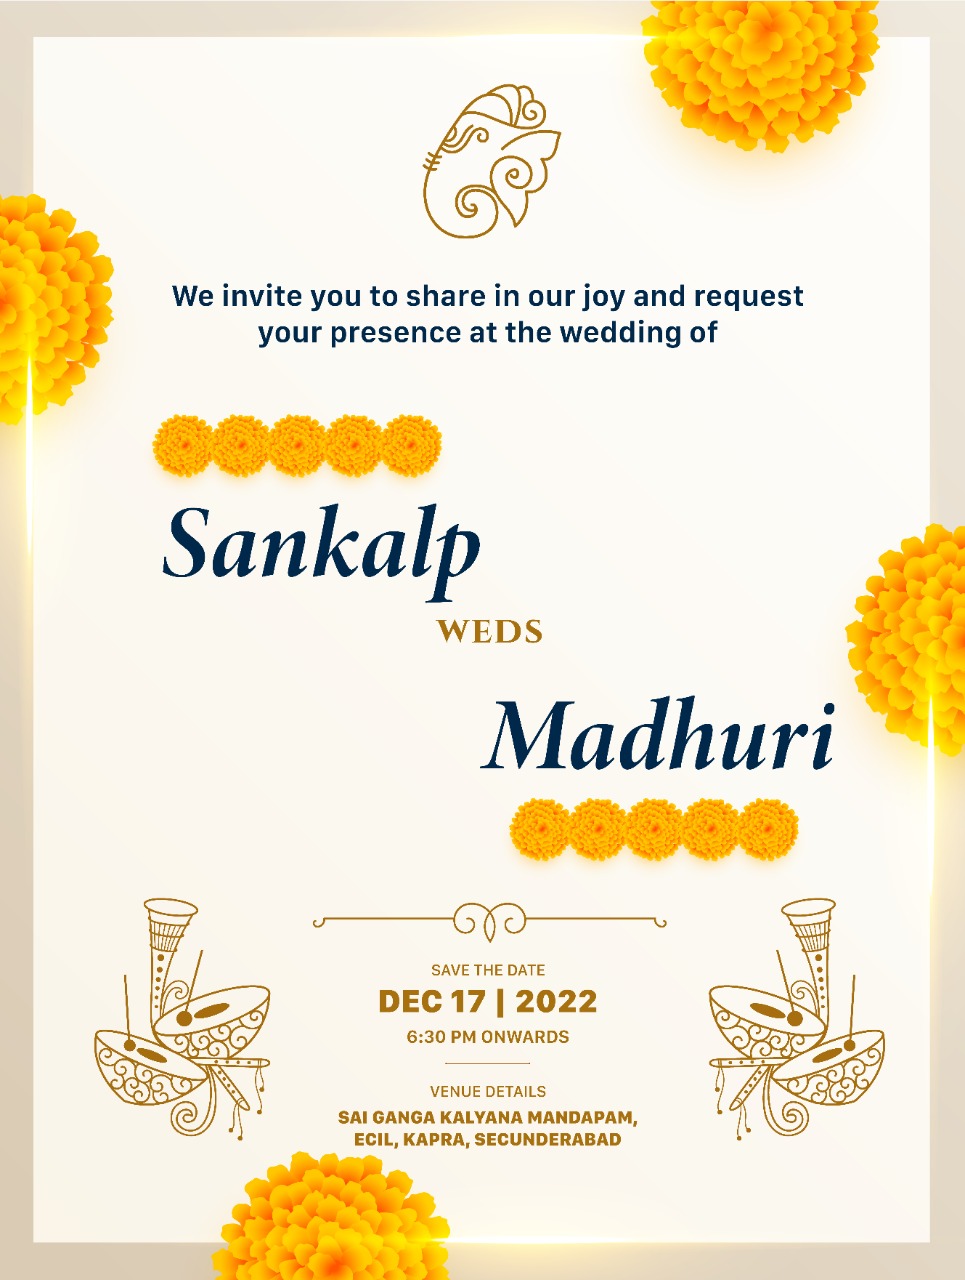 We invite you to share in our joy and request
your presence at the wedding of
Sankalp
WEDS
Madhuri
SAVE THE DATE
DEC 17 | 2022
6:30 PM ONWARDS
VENUE DETAILS
SAI GANGA KALYANA MANDAPAM,
ECIL, KAPRA, SECUNDERABAD